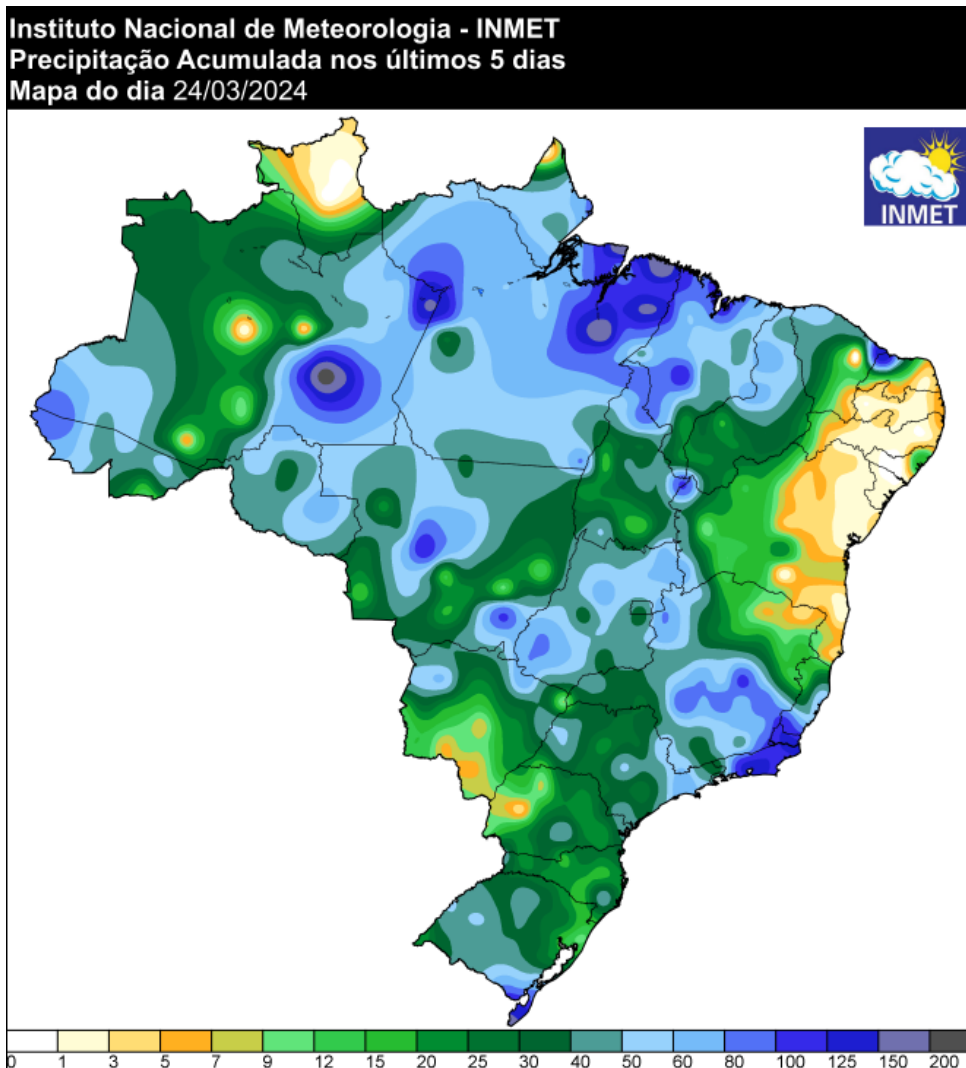 Instituto Nacional de Meteorologia - INMET
Precipitação Acumulada nos últimos 5 dias
Mapa do dia 24/03/2024
INMET
0 1 3 5 7 9 12 15 20 25 30 40 50 60 80 100 125 150 200